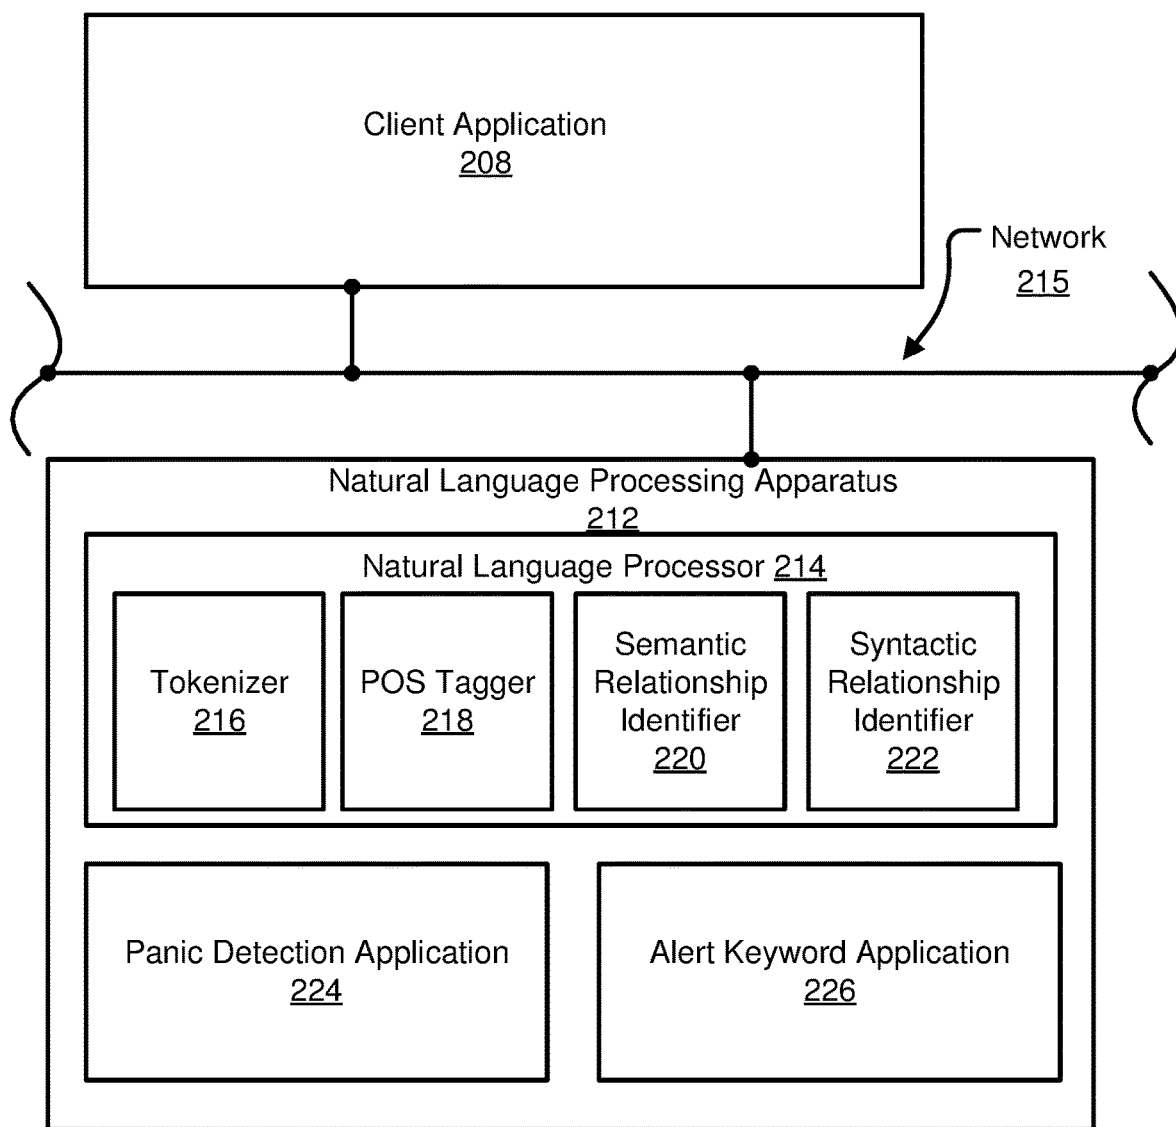 Client Application
208
Network
215
Natural Language Processing Apparatus
212
Natural Language Processor 214
Tokenizer
216
POS Tagger
218
Semantic
Relationship
Identifier
220
Syntactic
Relationship
Identifier
222
Panic Detection Application
224
Alert Keyword Application
226